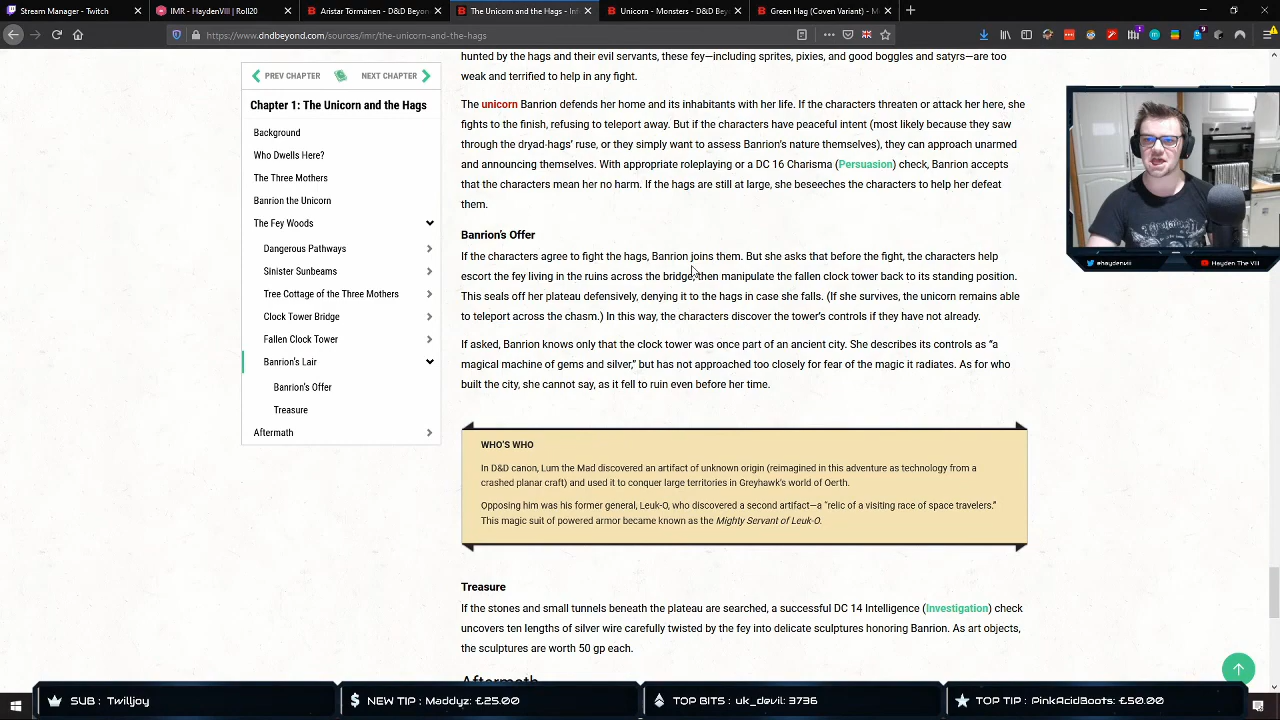 Stream Manager - Twitch
IMR - HaydenVill | Roll20
Aristar Törmänen - D&D Beyon
The Unicorn and the Hags - Inf
Unicorn - Monsters - D&D Bey
Green Hag (Coven Variant) - M
https://www.dndbeyond.com/sources/imr/the-unicorn-and-the-hags
PREV CHAPTER
NEXT CHAPTER
Chapter 1: The Unicorn and the Hags
Background
Who Dwells Here?
The Three Mothers
Banrion the Unicorn
The Fey Woods
Dangerous Pathways
Sinister Sunbeams
Tree Cottage of the Three Mothers
Clock Tower Bridge
Fallen Clock Tower
Banrion's Lair
Banrion's Offer
Treasure
Aftermath
hunted by the hags and their evil servants, these fey—including sprites, pixies, and good boggles and satyrs—are too
weak and terrified to help in any fight.
The unicorn Banrion defends her home and its inhabitants with her life. If the characters threaten or attack her here, she
fights to the finish, refusing to teleport away. But if the characters have peaceful intent (most likely because they saw
through the dryad-hags' ruse, or they simply want to assess Banrion's nature themselves), they can approach unarmed
and announcing themselves. With appropriate roleplaying or a DC 16 Charisma (Persuasion) check, Banrion accepts
that the characters mean her no harm. If the hags are still at large, she beseeches the characters to help her defeat
them.
Banrion's Offer
If the characters agree to fight the hags, Banrion joins them. But she asks that before the fight, the characters help
escort the fey living in the ruins across the bridge, then manipulate the fallen clock tower back to its standing position.
This seals off her plateau defensively, denying it to the hags in case she falls. (If she survives, the unicorn remains able
to teleport across the chasm.) In this way, the characters discover the tower's controls if they have not already.
If asked, Banrion knows only that the clock tower was once part of an ancient city. She describes its controls as "a
magical machine of gems and silver," but has not approached too closely for fear of the magic it radiates. As for who
built the city, she cannot say, as it fell to ruin even before her time.
WHO'S WHO
In D&D canon, Lum the Mad discovered an artifact of unknown origin (reimagined in this adventure as technology from a
crashed planar craft) and used it to conquer large territories in Greyhawk's world of Oerth.
Opposing him was his former general, Leuk-O, who discovered a second artifact—a "relic of a visiting race of space travelers."
This magic suit of powered armor became known as the Mighty Servant of Leuk-O.
Treasure
If the stones and small tunnels beneath the plateau are searched, a successful DC 14 Intelligence (Investigation) check
uncovers ten lengths of silver wire carefully twisted by the fey into delicate sculptures honoring Banrion. As art objects,
the sculptures are worth 50 gp each.
Aftermath
@haydenvill
Hayden The Vill
SUB : Twilljoy
NEW TIP : Maddyz: £25.00
TOP BITS : uk_devil: 3736
TOP TIP : PinkAcidBoots: £50.00